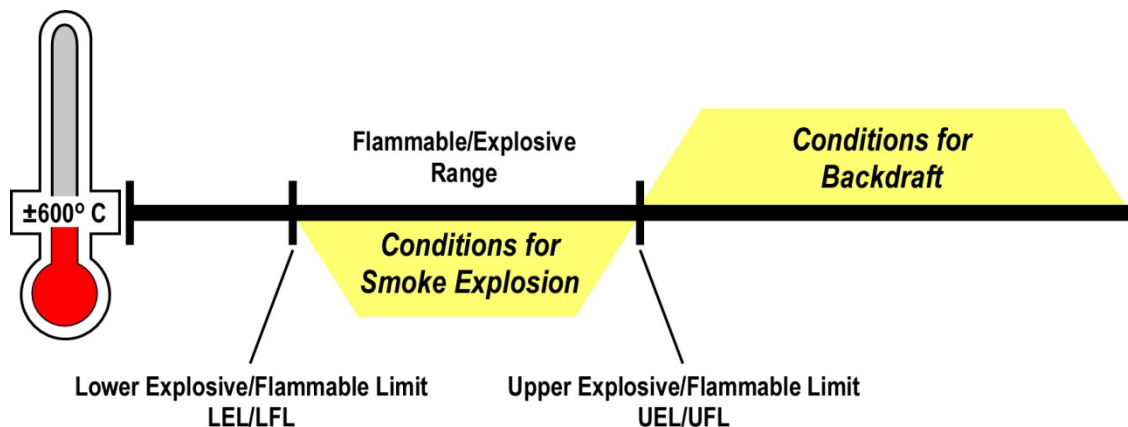 Flammable/Explosive
Range
Conditions for
Backdraft
±600° C
Conditions for
Smoke Explosion
Lower Explosive/Flammable Limit
LEL/LFL
Upper Explosive/Flammable Limit
UEL/UFL